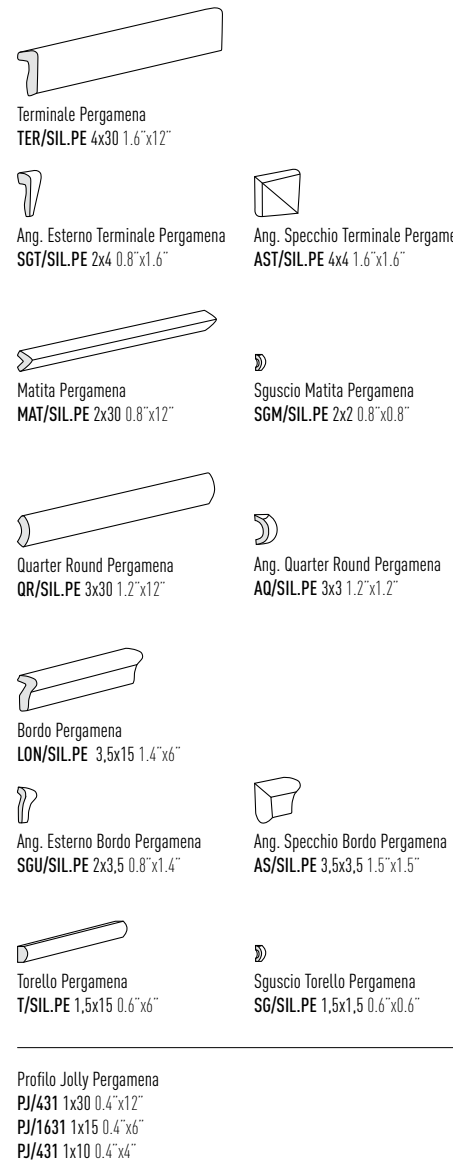 Terminale Pergamena
TER/SIL.PE 4x30 1.6¨x12¨
Ang. Esterno Terminale Pergamena
SGT/SIL.PE 2x4 0.8¨x1.6¨
Ang. Specchio Terminale Pergame
AST/SIL.PE 4x4 1.6¨x1.6¨
Matita Pergamena
MAT/SIL.PE 2x30 0.8¨x12¨
Sguscio Matita Pergamena
SGM/SIL.PE 2x2 0.8¨x0.8¨
Quarter Round Pergamena
QR/SIL.PE 3x30 1.2¨x12¨
Ang. Quarter Round Pergamena
AQ/SIL.PE 3x3 1.2¨x1.2¨
Bordo Pergamena
LON/SIL.PE 3,5x15 1.4¨x6¨
Ang. Esterno Bordo Pergamena
SGU/SIL.PE 2x3,5 0.8¨x1.4¨
Ang. Specchio Bordo Pergamena
AS/SIL.PE 3,5x3,5 1.5¨x1.5¨
Torello Pergamena
T/SIL.PE 1,5x15 0.6¨x6¨
Sguscio Torello Pergamena
SG/SIL.PE 1,5x1,5 0.6¨x0.6¨
Profilo Jolly Pergamena
PJ/431 1x30 0.4¨x12¨
PJ/1631 1x15 0.4¨x6¨
PJ/431 1x10 0.4¨x4¨